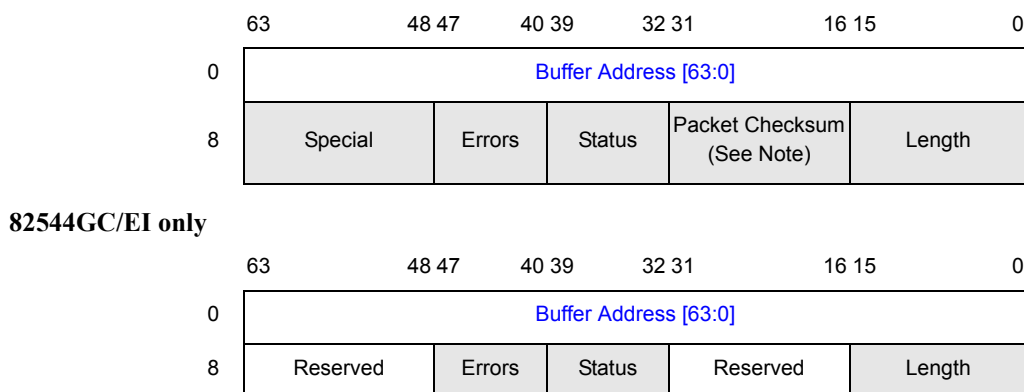 63 48 47 40 39 32 31 16 15 0
0 Buffer Address [63:0]
8 Special Errors Status Packet Checksum (See Note) Length
82544GC/EI only
63 48 47 40 39 32 31 16 15 0
0 Buffer Address [63:0]
8 Reserved Errors Status Reserved Length